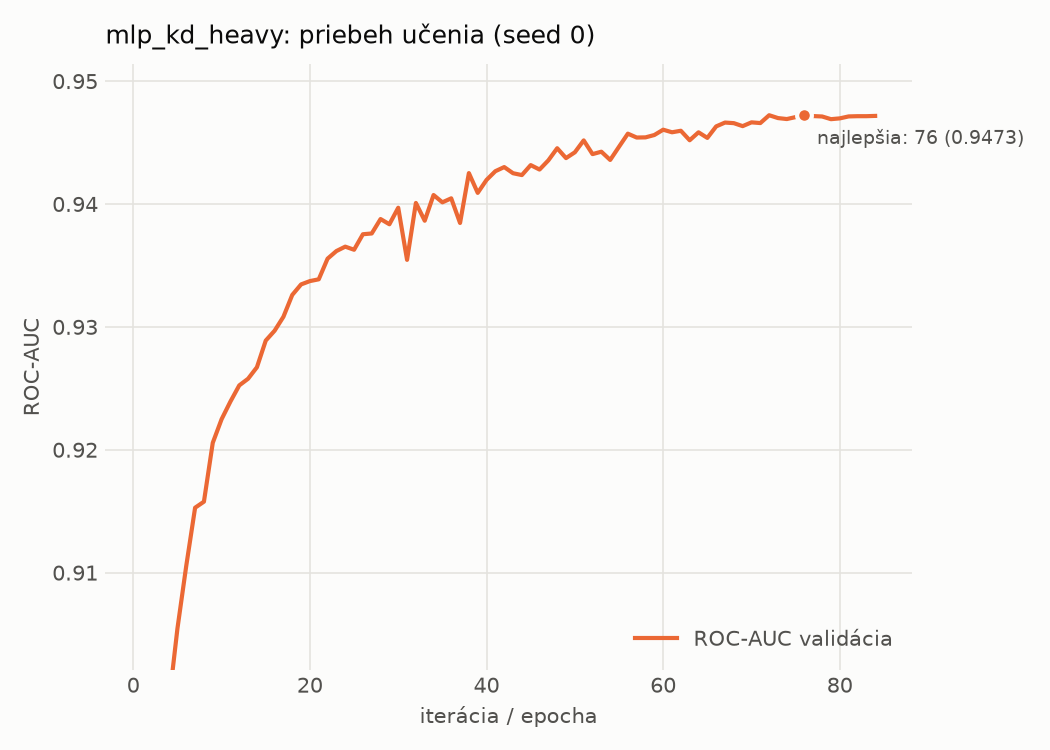 mlp_kd_heavy: priebeh učenia (seed 0)
0.95
najlepšia: 76 (0.9473)
0.94
0.93
ROC-AUC
0.92
0.91
ROC-AUC validácia
0 20 40 60 80
iterácia / epocha